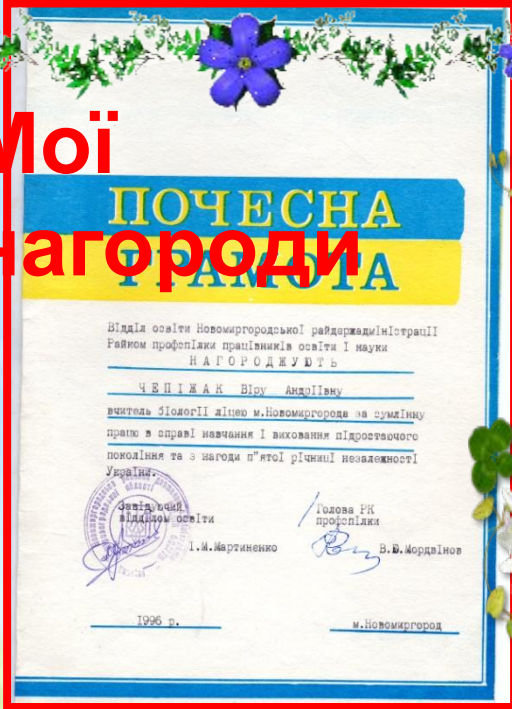 Мої
нагороди
ПОЧЕСНА
ГРАМОТА
Відділ освіти Новомиргородської райдержадміністрації
Райком профспілки працівників освіти і науки
НАГОРОДЖУЮТЬ
ЧЕПІЖАК Віру Андріївну
вчитель біології ліцею м.Новомиргорода за сумлінну
працю в справі навчання і виховання підростаючого
покоління та з нагоди п"ятої річниці незалежності
України.
Завідуючий
відділом освіти
І.М.Мартиненко
Голова РК
профспілки
В.Ю.Мордвінов
1996 р.
м.Новомиргород